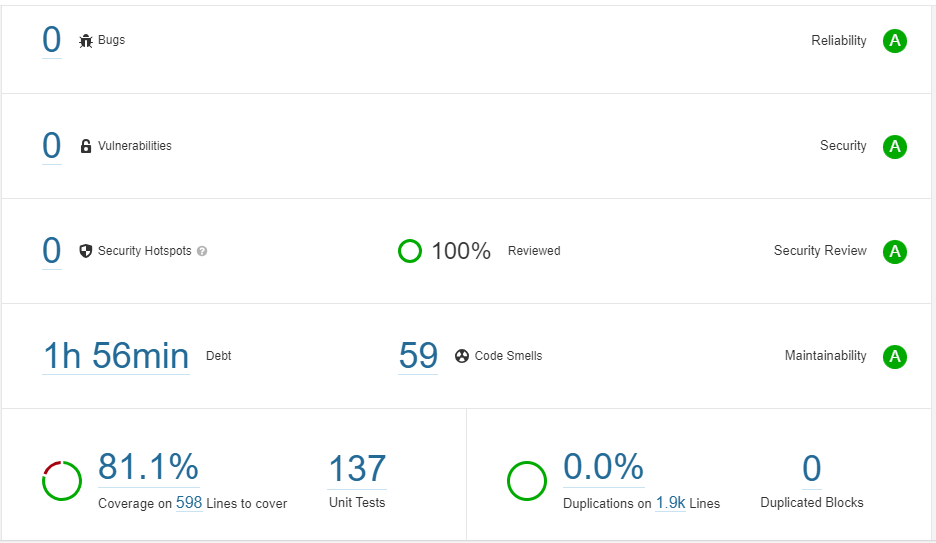 0 Bugs Reliability A
0 Vulnerabilities Security A
0 Security Hotspots ? 100% Reviewed Security Review A
1h 56min Debt 59 Code Smells Maintainability A
81.1%
Coverage on 598 Lines to cover
137
Unit Tests
0.0%
Duplications on 1.9k Lines
0
Duplicated Blocks